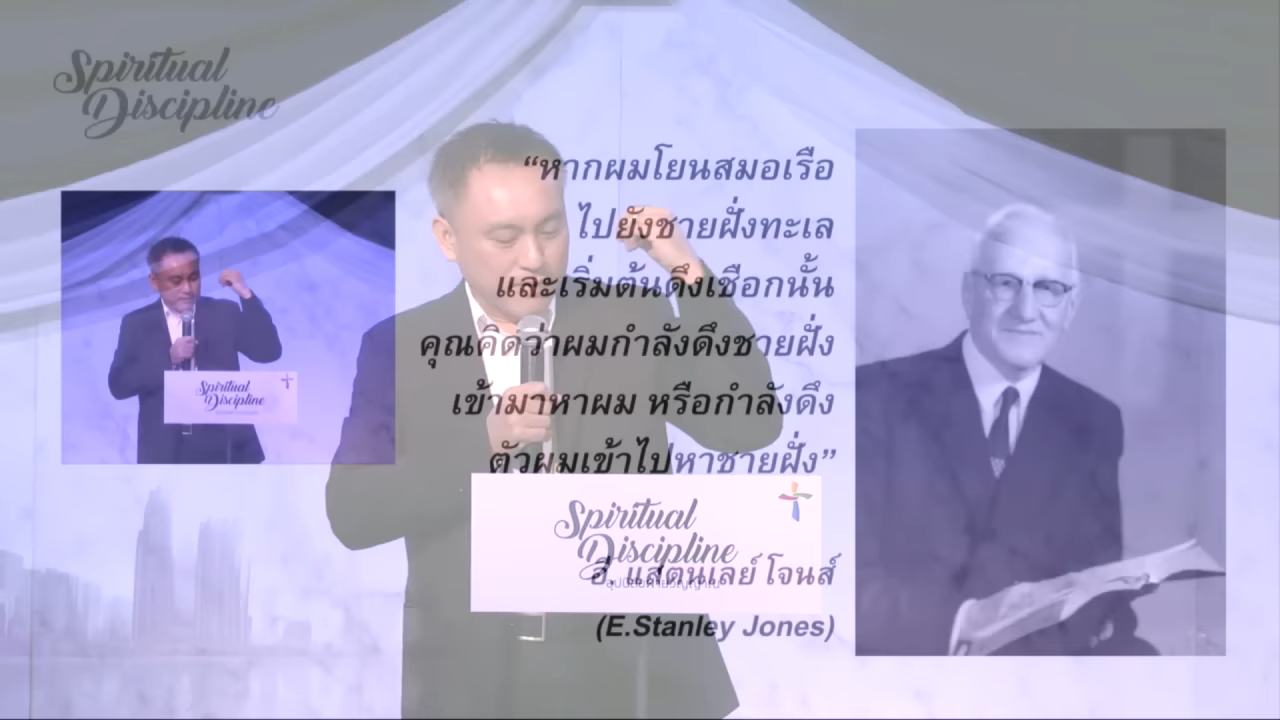 Spiritual
Discipline
“หากผมโยนสมอเรือ
ไปยังชายฝั่งทะเล
และเริ่มต้นดึงเชือกนั้น
คุณคิดว่าผมกำลังดึงชายฝั่ง
เข้ามาหาผม หรือกำลังดึง
ตัวผมเข้าไปหาชายฝั่ง”
Spiritual
Discipline
Spiritual
Discipline
อี. แสตนเลย์ โจนส์
(E.Stanley Jones)